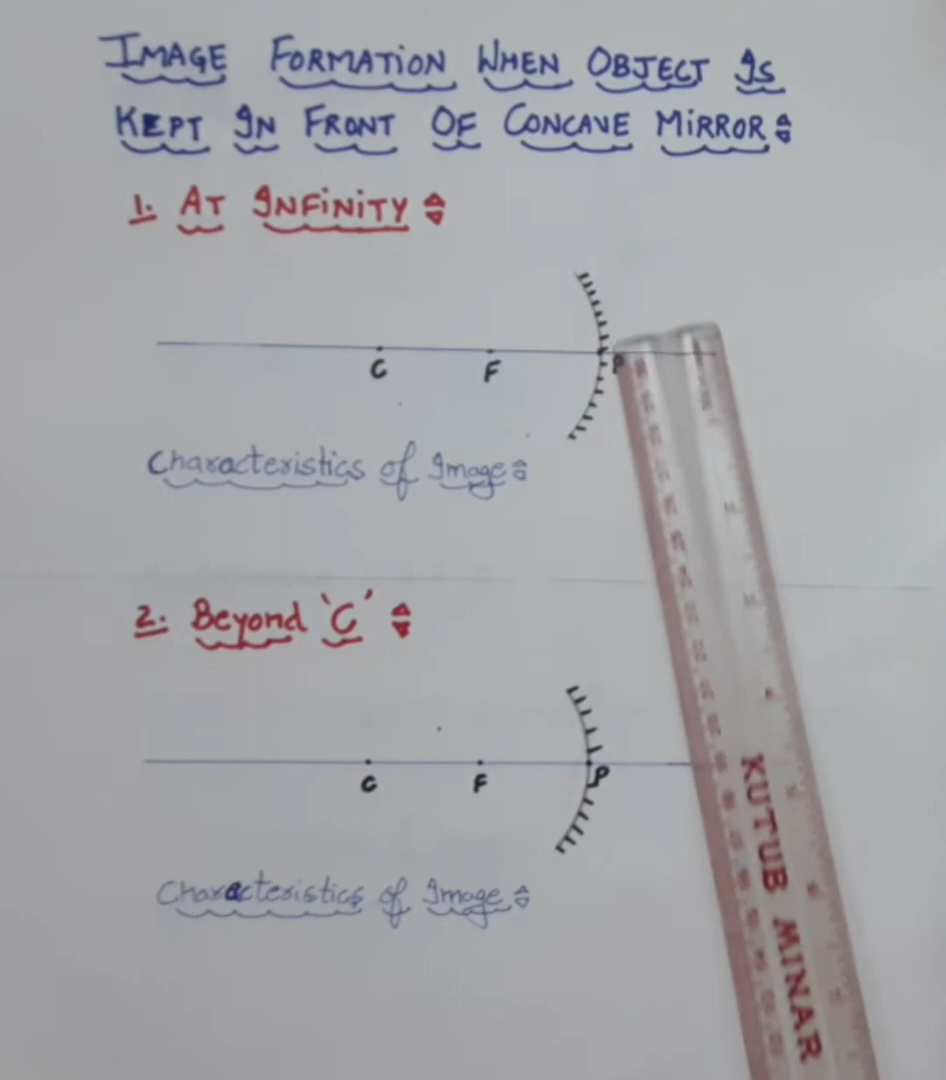 IMAGE FORMATION WHEN OBJECT IS
KEPT IN FRONT OF CONCAVE MIRROR:
1. AT INFINITY:
C F P
Characteristics of Image:
2. Beyond 'C':
C F P
Characteristics of Image:
KUTUB MINAR